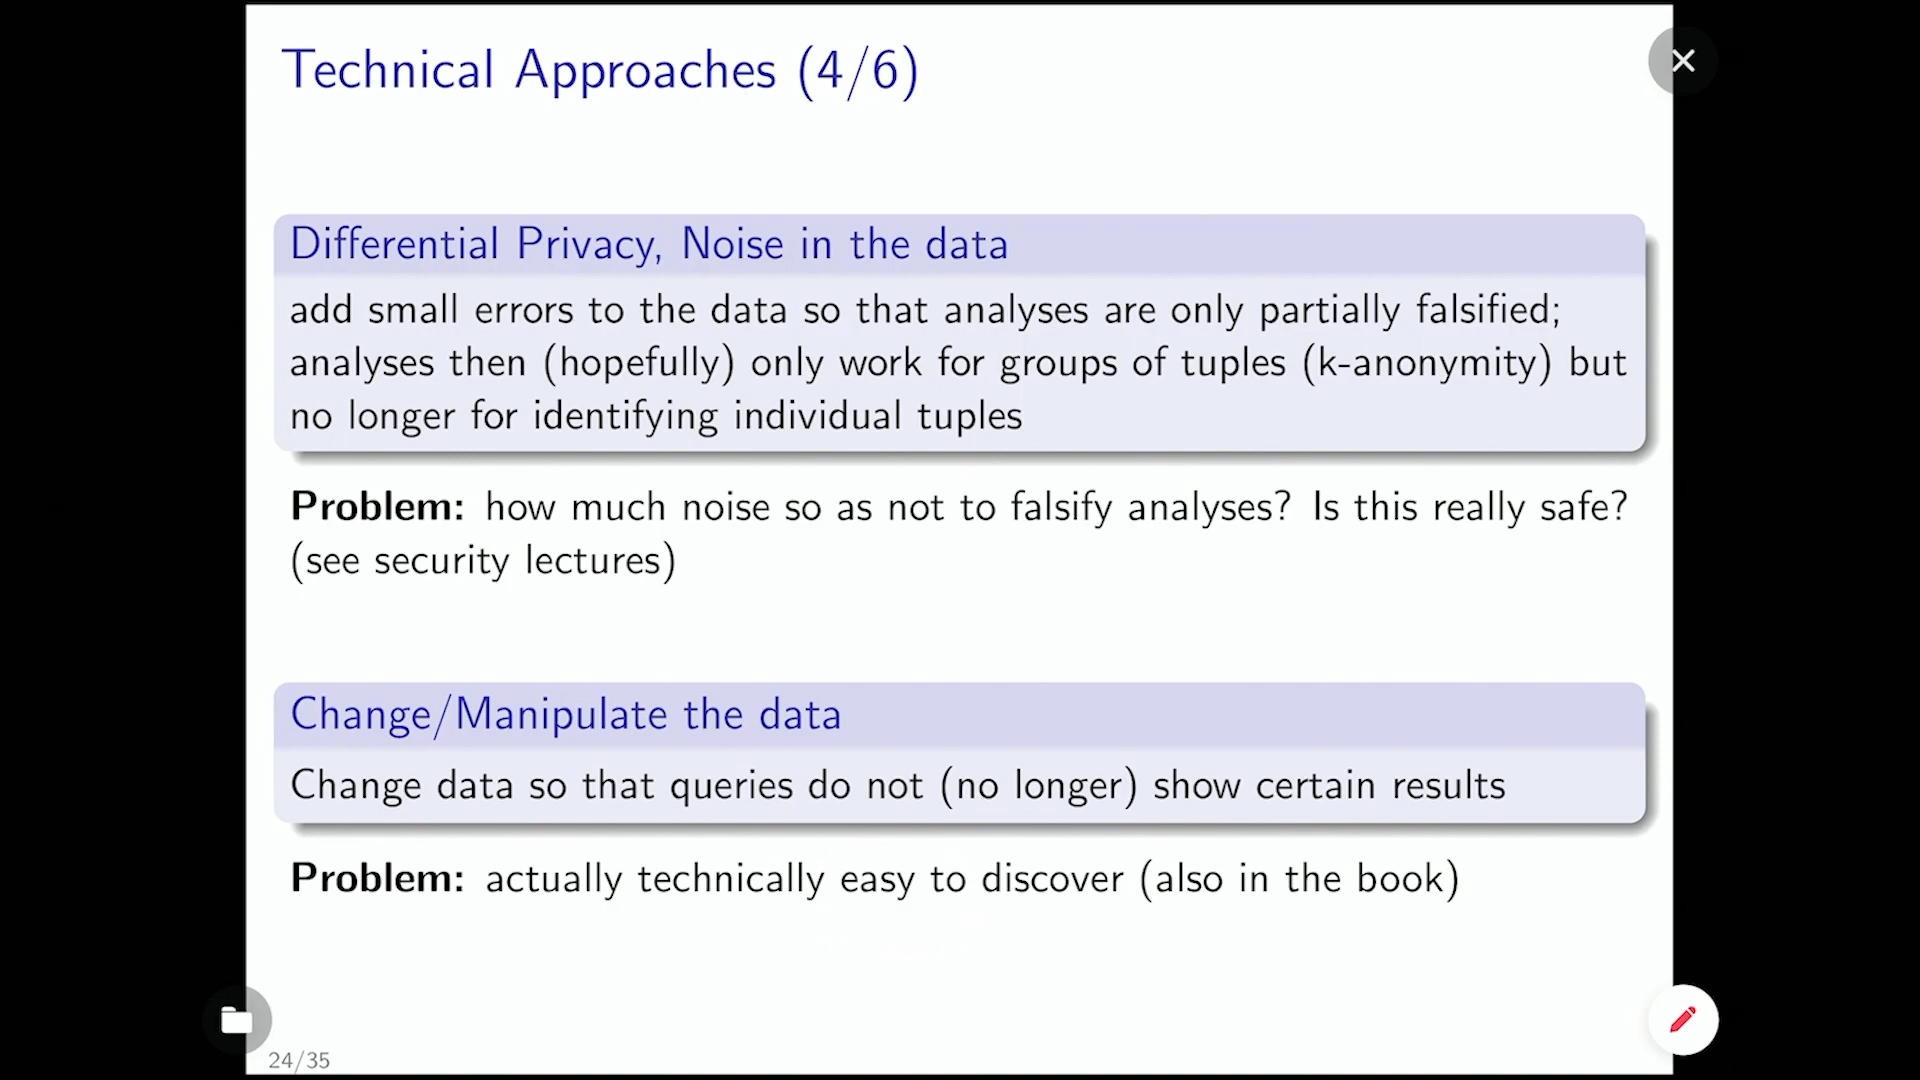 Technical Approaches (4/6)
Differential Privacy, Noise in the data
add small errors to the data so that analyses are only partially falsified;
analyses then (hopefully) only work for groups of tuples (k-anonymity) but
no longer for identifying individual tuples
Problem: how much noise so as not to falsify analyses? Is this really safe?
(see security lectures)
Change/Manipulate the data
Change data so that queries do not (no longer) show certain results
Problem: actually technically easy to discover (also in the book)
24/35